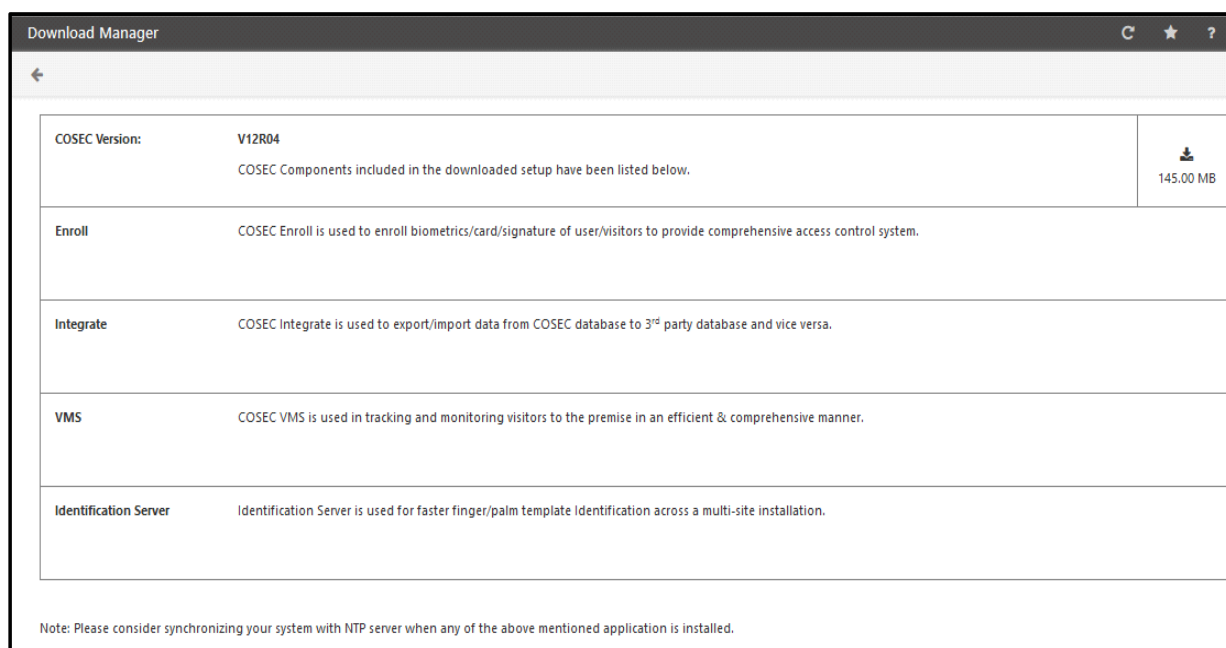 Download Manager ?
COSEC Version: V12R04
COSEC Components included in the downloaded setup have been listed below.
145.00 MB
Enroll COSEC Enroll is used to enroll biometrics/card/signature of user/visitors to provide comprehensive access control system.
Integrate COSEC Integrate is used to export/import data from COSEC database to 3rd party database and vice versa.
VMS COSEC VMS is used in tracking and monitoring visitors to the premise in an efficient & comprehensive manner.
Identification Server Identification Server is used for faster finger/palm template Identification across a multi-site installation.
Note: Please consider synchronizing your system with NTP server when any of the above mentioned application is installed.